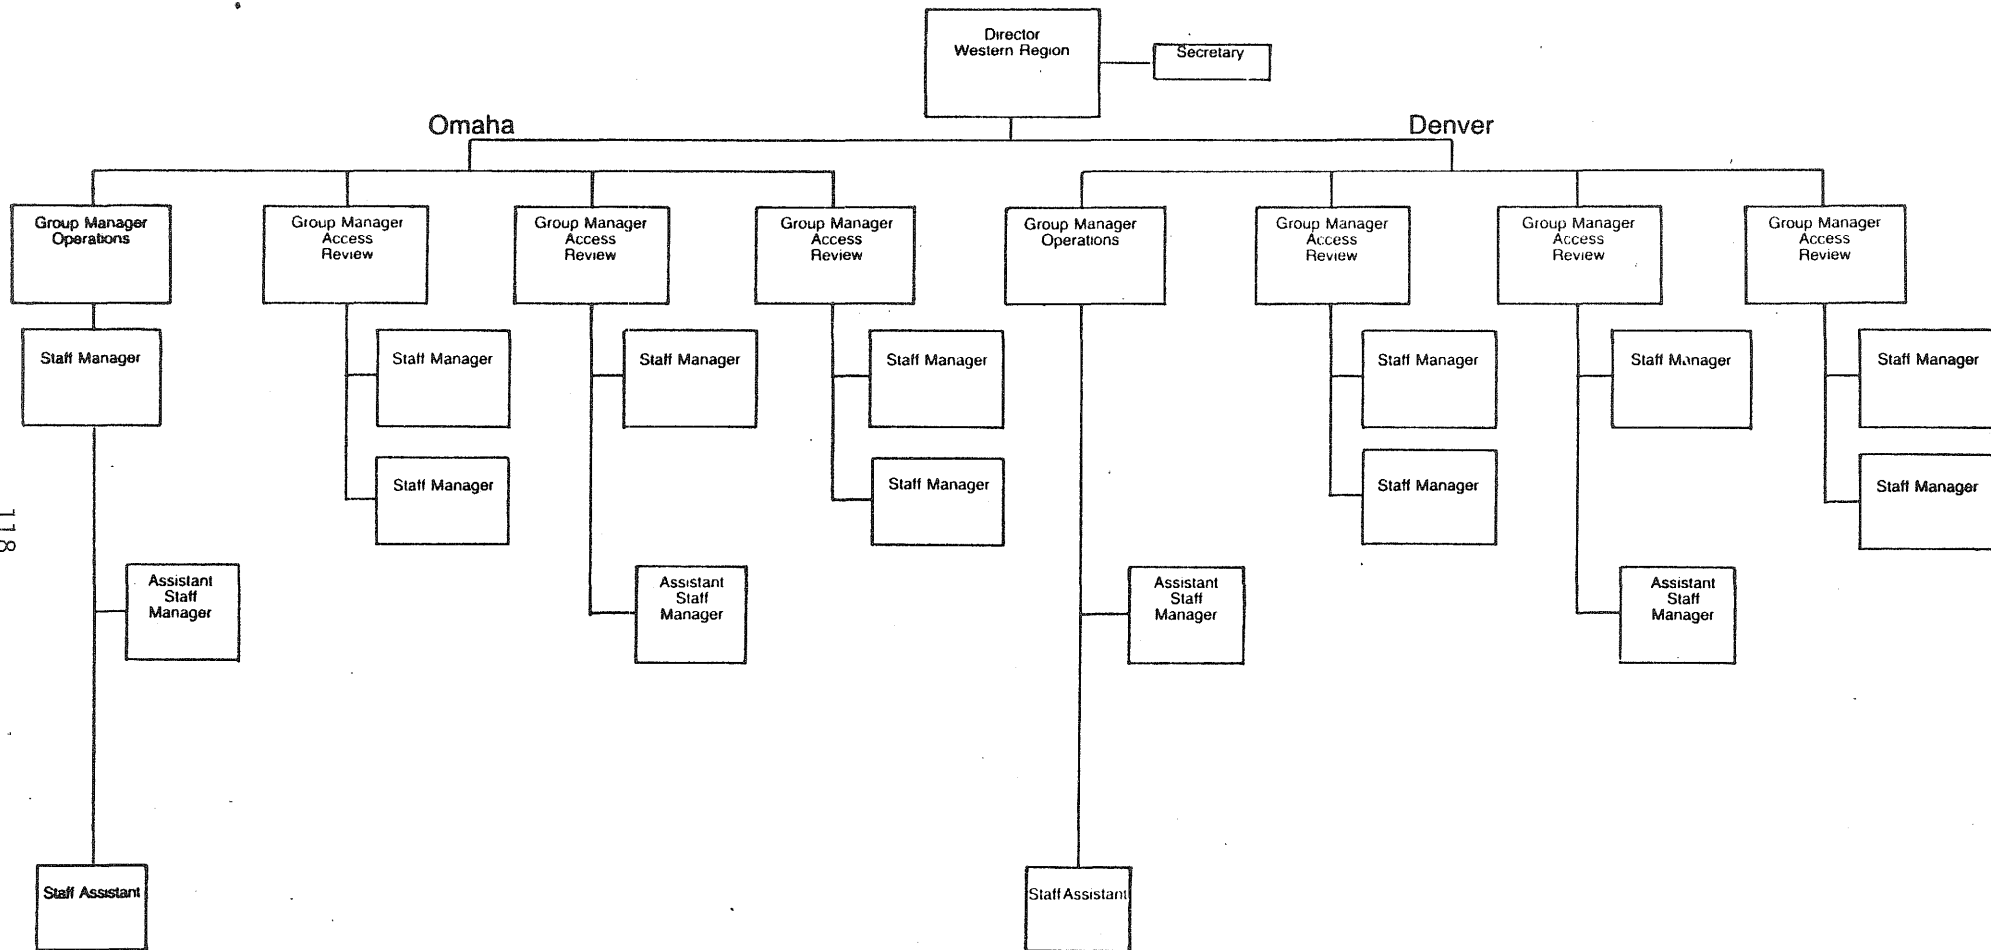 Director
Western Region
Secretary
Omaha
Denver
Group Manager
Operations
Group Manager
Access
Review
Group Manager
Access
Review
Group Manager
Access
Review
Group Manager
Operations
Group Manager
Access
Review
Group Manager
Access
Review
Group Manager
Access
Review
Staff Manager
Staff Manager
Staff Manager
Staff Manager
Staff Manager
Staff Manager
Staff Manager
Staff Manager
Staff Manager
Staff Manager
Staff Manager
118
Assistant
Staff
Manager
Assistant
Staff
Manager
Assistant
Staff
Manager
Assistant
Staff
Manager
Staff Assistant
Staff Assistant